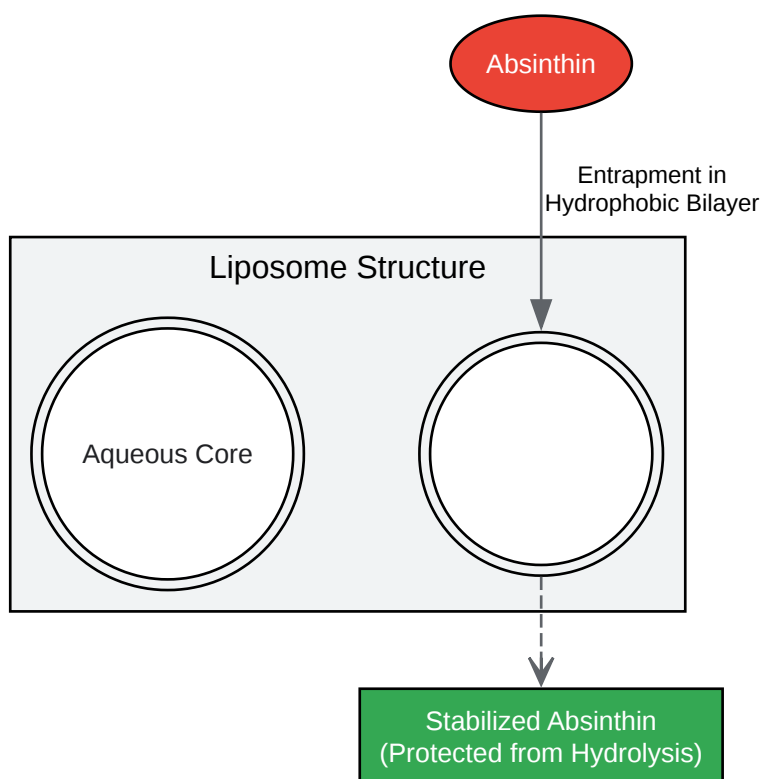 Absinthin
Entrapment in
Hydrophobic Bilayer
Liposome Structure
Aqueous Core
Stabilized Absinthin
(Protected from Hydrolysis)